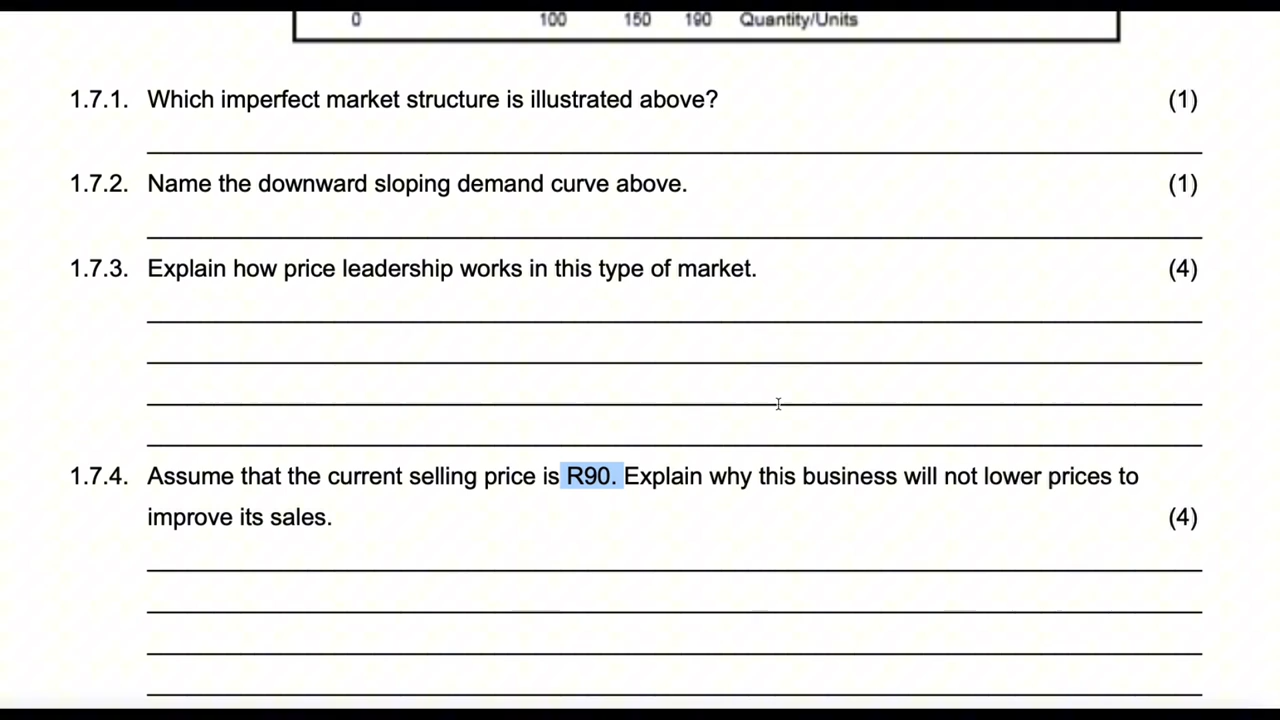 0 100 150 190 Quantity/Units
1.7.1. Which imperfect market structure is illustrated above? (1)
1.7.2. Name the downward sloping demand curve above. (1)
1.7.3. Explain how price leadership works in this type of market. (4)
1.7.4. Assume that the current selling price is R90. Explain why this business will not lower prices to
improve its sales. (4)